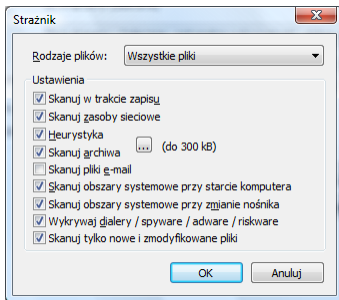 Strażnik
Rodzaje plików: Wszystkie pliki
Ustawienia
Skanuj w trakcie zapisu
Skanuj zasoby sieciowe
Heurystyka
... (do 300 kB)
Skanuj archiwa
Skanuj pliki e-mail
Skanuj obszary systemowe przy starcie komputera
Skanuj obszary systemowe przy zmianie nośnika
Wykrywaj dialery / spyware / adware / riskware
Skanuj tylko nowe i zmodyfikowane pliki
OK Anuluj